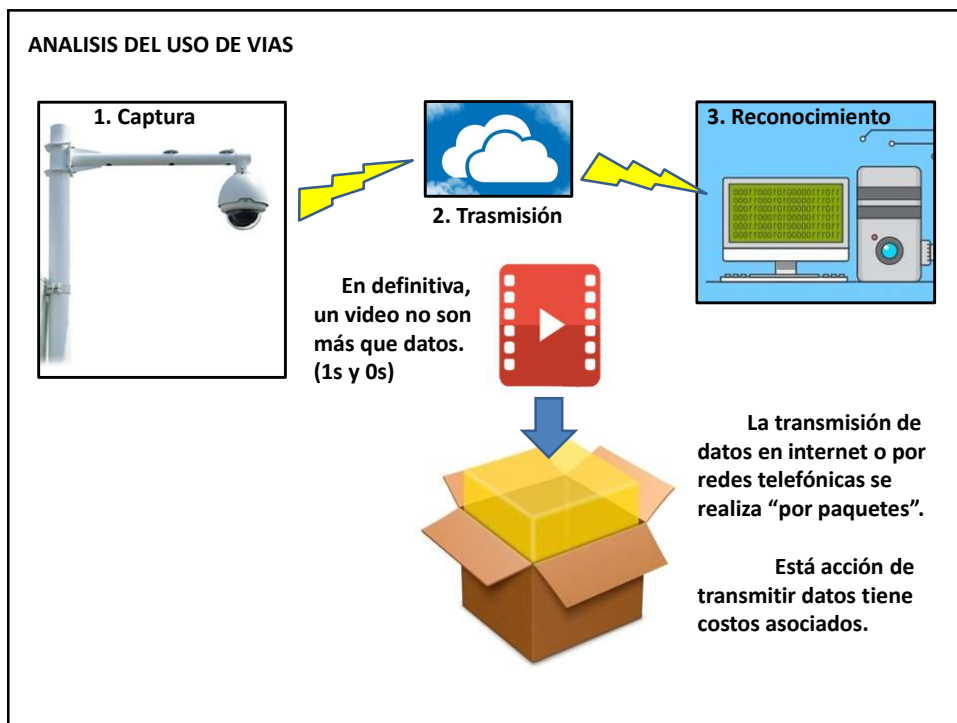 ANALISIS DEL USO DE VIAS
1. Captura
2. Trasmisión
3. Reconocimiento
En definitiva,
un video no son
más que datos.
(1s y 0s)
La transmisión de
datos en internet o por
redes telefónicas se
realiza “por paquetes”.
Está acción de
transmitir datos tiene
costos asociados.